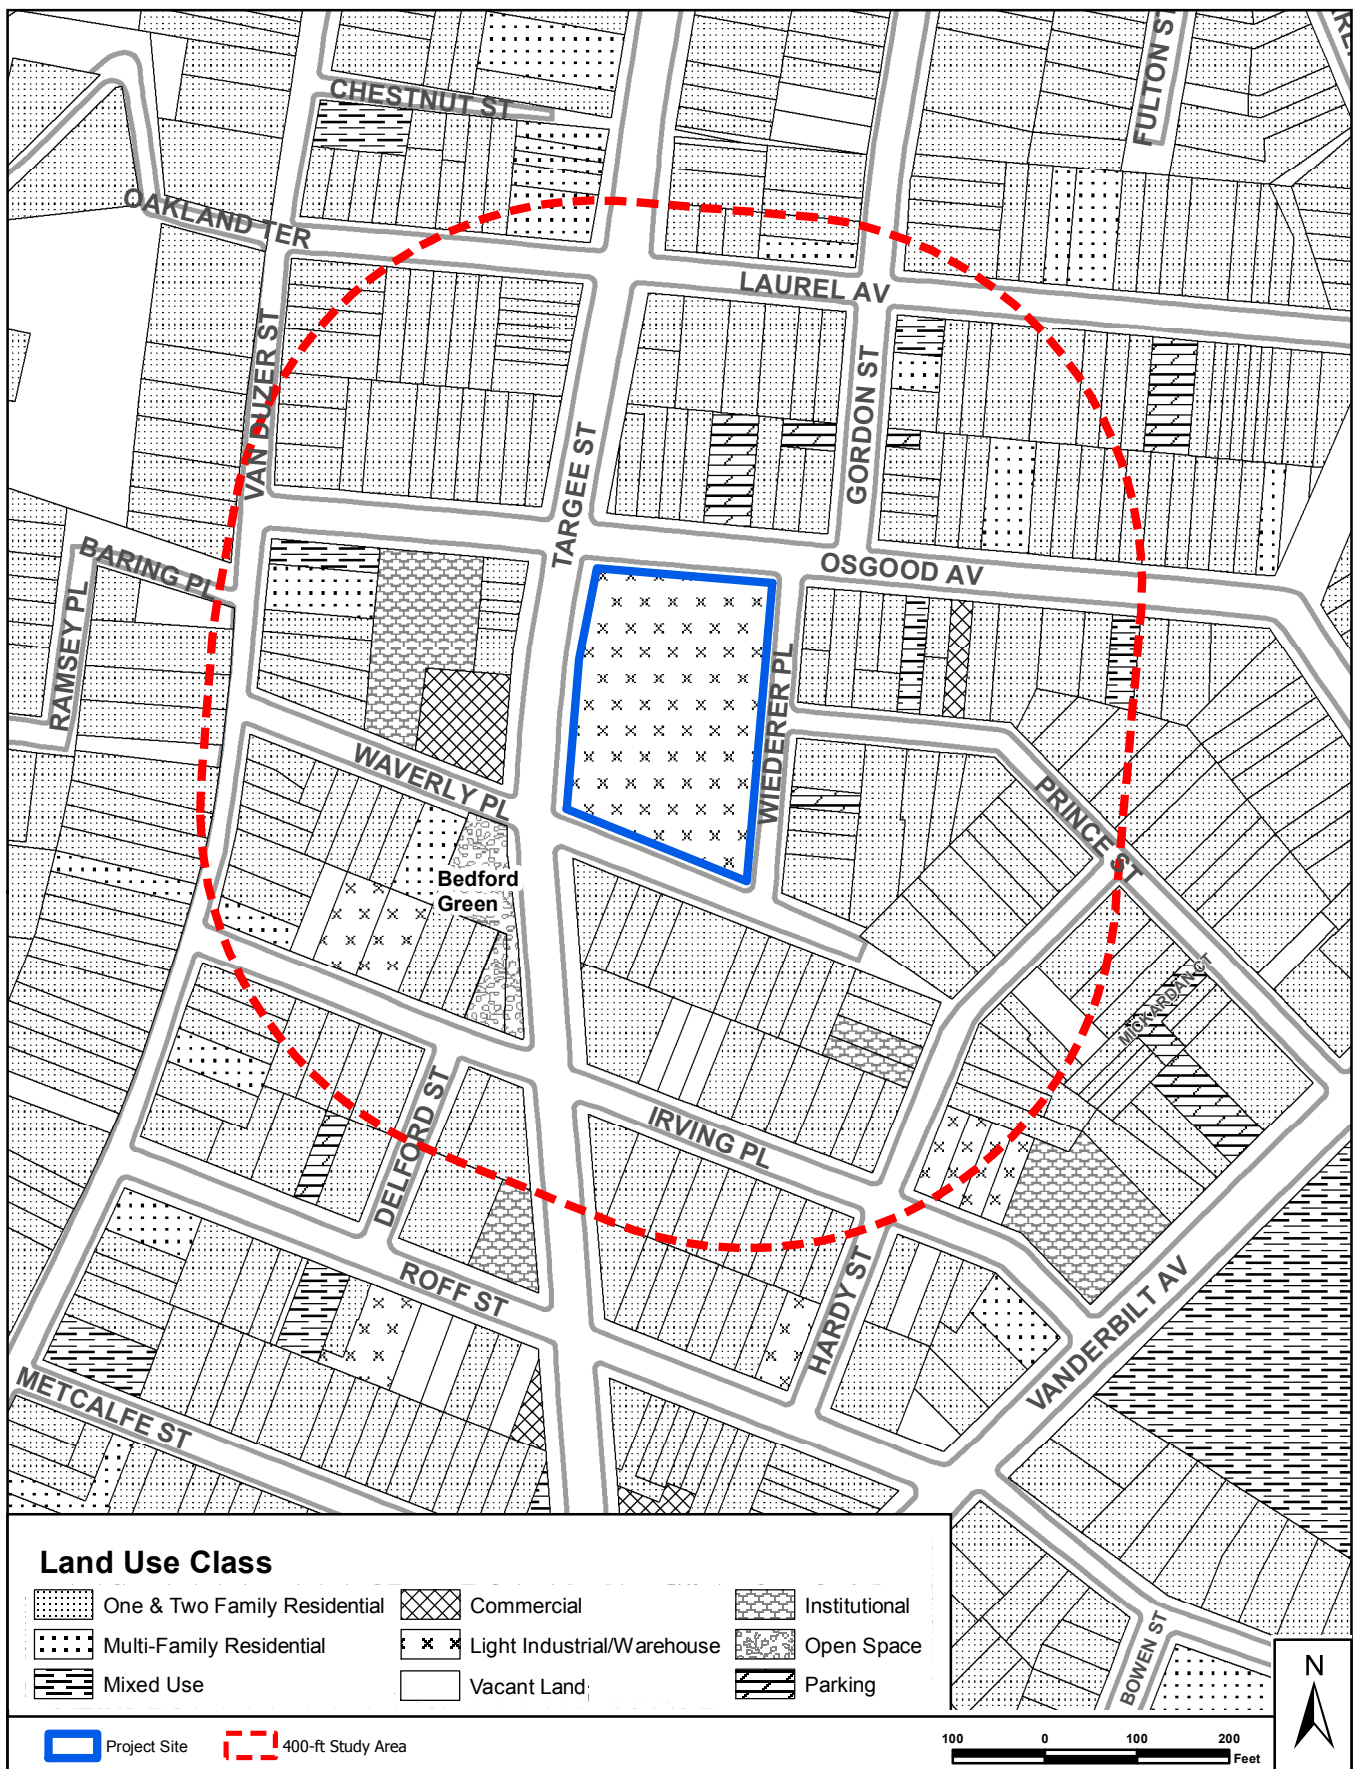 FULTON ST
CHESTNUT ST
OAKLAND TER
LAUREL AV
VAN DUZER ST
GORDON ST
TARGEE ST
BARING PL
OSGOOD AV
RAMSEY PL
WIEDERER PL
WAVERLY PL
PRINCE ST
Bedford
Green
MICKARDAN CT
DELFORD ST
IRVING PL
HARDY ST
ROFF ST
VANDERBILT AV
METCALFE ST
BOWEN ST
Land Use Class
One & Two Family Residential
Commercial
Institutional
Multi-Family Residential
Light Industrial/Warehouse
Open Space
Mixed Use
Vacant Land
Parking
N
Project Site
400-ft Study Area
100 0 100 200
Feet